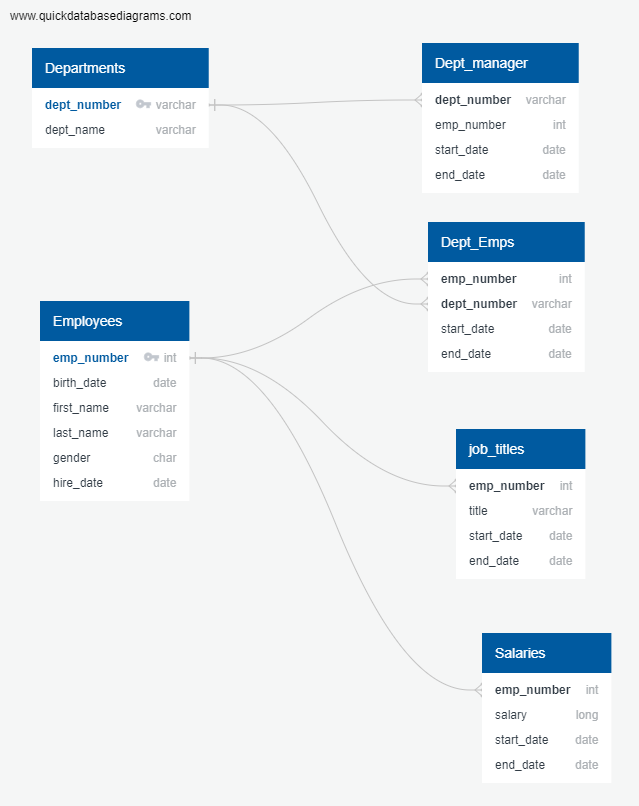 www.quickdatabasediagrams.com
Departments
dept_number varchar
dept_name varchar
Dept_manager
dept_number varchar
emp_number int
start_date date
end_date date
Dept_Emps
emp_number int
dept_number varchar
start_date date
end_date date
Employees
emp_number int
birth_date date
first_name varchar
last_name varchar
gender char
hire_date date
job_titles
emp_number int
title varchar
start_date date
end_date date
Salaries
emp_number int
salary long
start_date date
end_date date